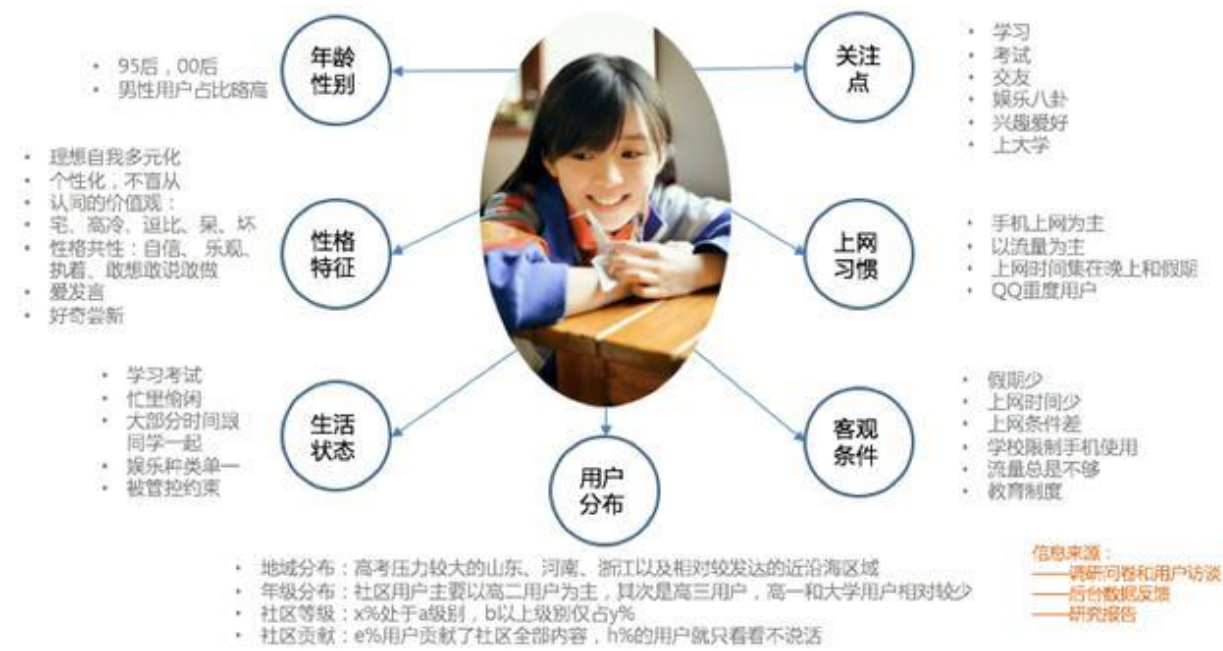 年龄
性别
95后，00后
男性用户占比略高
性格
特征
理想自我多元化
个性化，不盲从
认同的价值观：
宅、高冷、逗比、呆、坏
性格共性：自信、 乐观、
执着、敢想敢说敢做
爱发言
好奇尝新
生活
状态
学习考试
忙里偷闲
大部分时间跟
同学一起
娱乐种类单一
被管控约束
关注
点
学习
考试
交友
娱乐八卦
兴趣爱好
上大学
上网
习惯
手机上网为主
以流量为主
上网时间集在晚上和假期
QQ重度用户
客观
条件
假期少
上网时间少
上网条件差
学校限制手机使用
流量总是不够
教育制度
用户
分布
地域分布：高考压力较大的山东、河南、浙江以及相对较发达的近沿海区域
年级分布：社区用户主要以高二用户为主，其次是高三用户，高一和大学用户相对较少
社区等级：x%处于a级别，b以上级别仅占y%
社区贡献：e%用户贡献了社区全部内容，h%的用户就只看看不说话
信息来源：
——调研问卷和用户访谈
——后台数据反馈
——研究报告